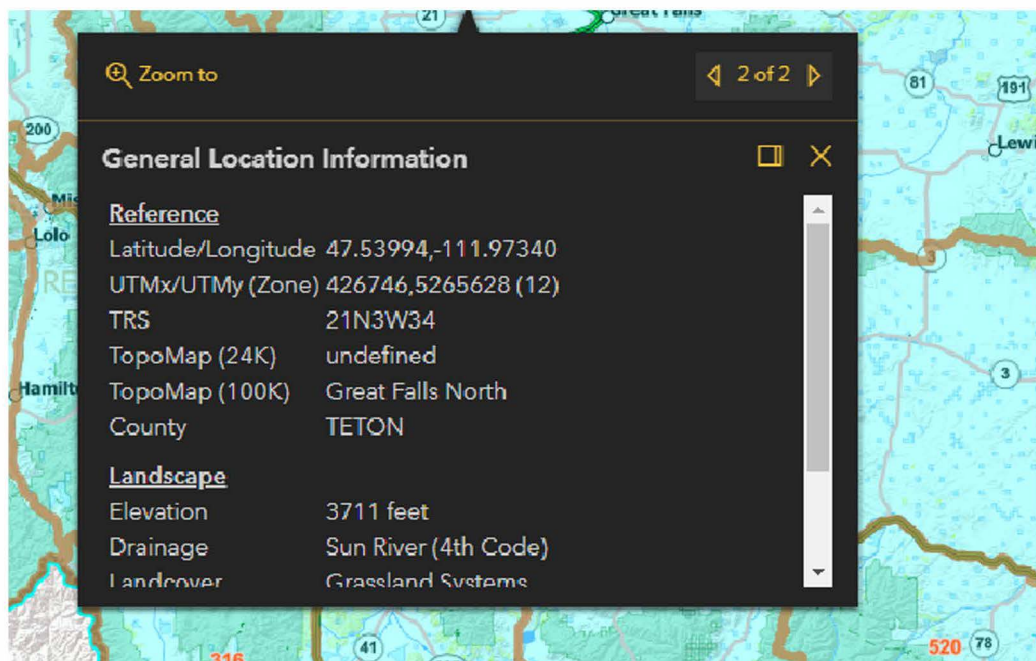 21
Great Falls
Zoom to
2 of 2
81
191
200
General Location Information
Lewi
Mis
Reference
Lolo
Latitude/Longitude 47.53994,-111.97340
3
RE
UTMx/UTMy (Zone) 426746,5265628 (12)
TRS 21N3W34
TopoMap (24K) undefined
3
Hamilt
TopoMap (100K) Great Falls North
County TETON
Landscape
Elevation 3711 feet
Drainage Sun River (4th Code)
Landcover Grassland Systems
41
520
78
316